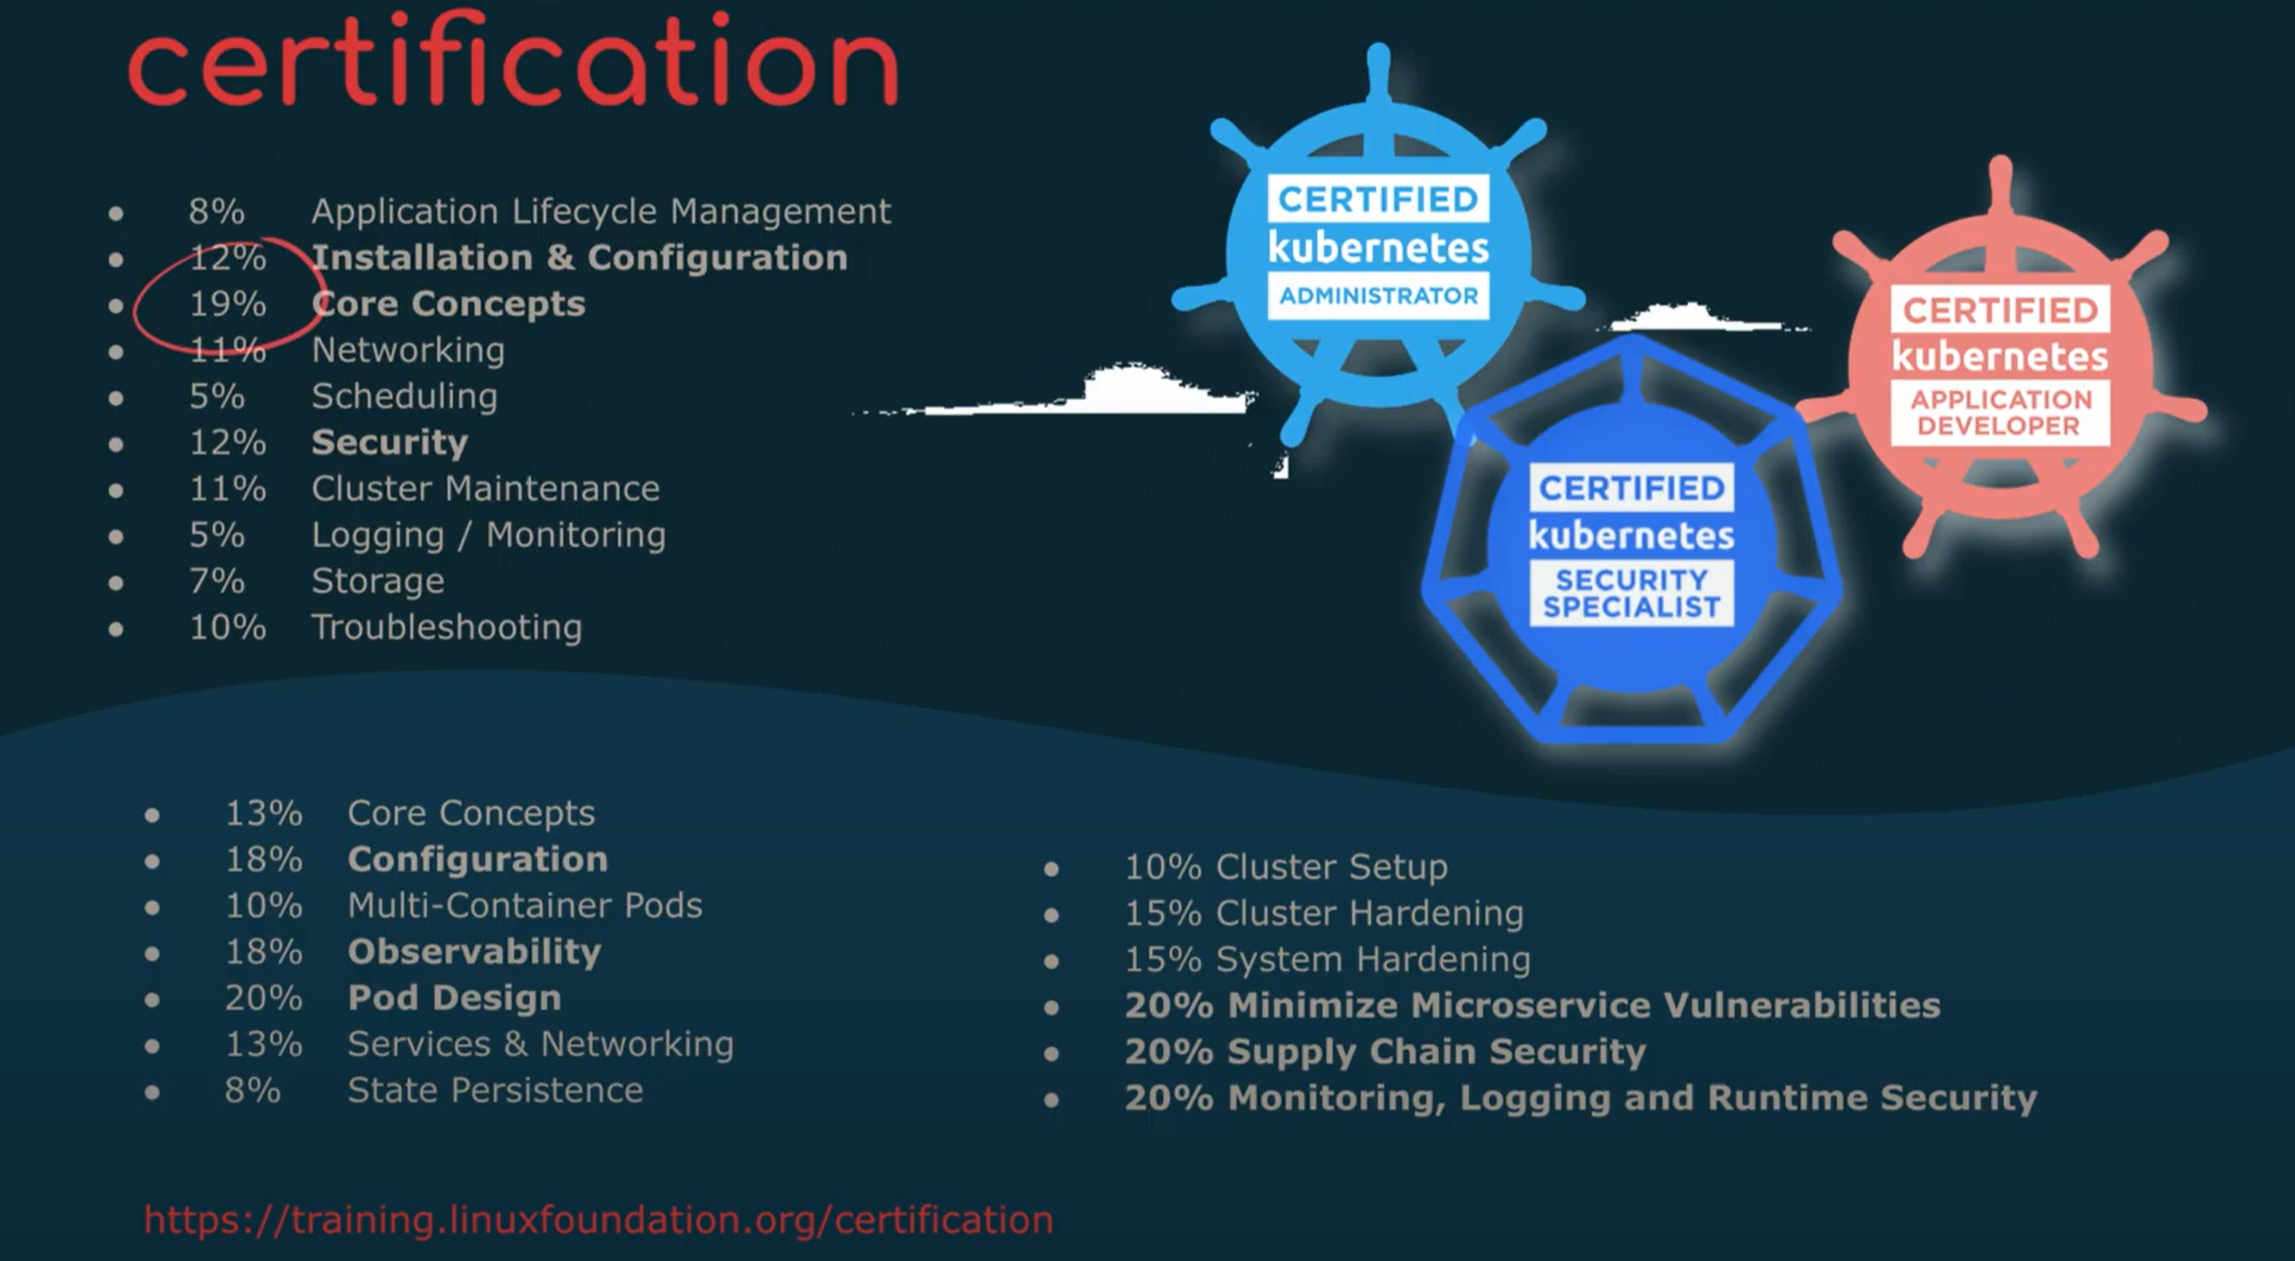 certification
• 8% Application Lifecycle Management
• 12% Installation & Configuration
• 19% Core Concepts
• 11% Networking
• 5% Scheduling
• 12% Security
• 11% Cluster Maintenance
• 5% Logging / Monitoring
• 7% Storage
• 10% Troubleshooting
CERTIFIED
kubernetes
ADMINISTRATOR
CERTIFIED
kubernetes
APPLICATION
DEVELOPER
CERTIFIED
kubernetes
SECURITY
SPECIALIST
• 13% Core Concepts
• 18% Configuration
• 10% Multi-Container Pods
• 18% Observability
• 20% Pod Design
• 13% Services & Networking
• 8% State Persistence
• 10% Cluster Setup
• 15% Cluster Hardening
• 15% System Hardening
• 20% Minimize Microservice Vulnerabilities
• 20% Supply Chain Security
• 20% Monitoring, Logging and Runtime Security
https://training.linuxfoundation.org/certification